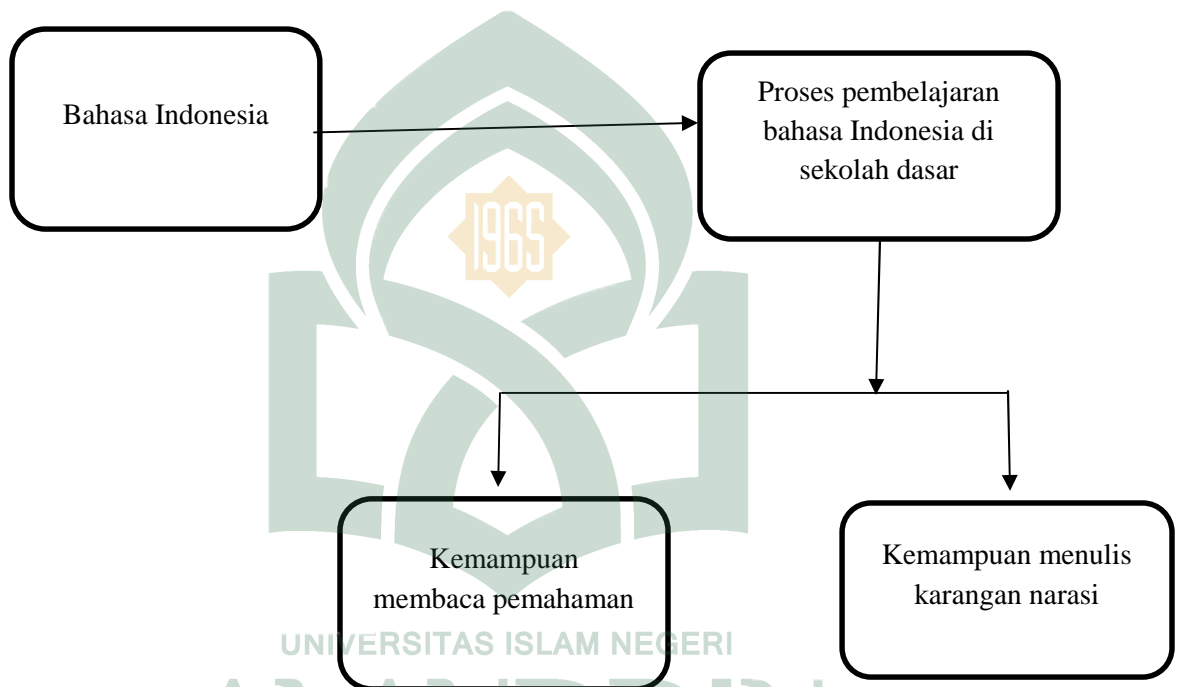 Bahasa Indonesia
Proses pembelajaran
bahasa Indonesia di
sekolah dasar
1965
Kemampuan
membaca pemahaman
Kemampuan menulis
karangan narasi
UNIVERSITAS ISLAM NEGERI